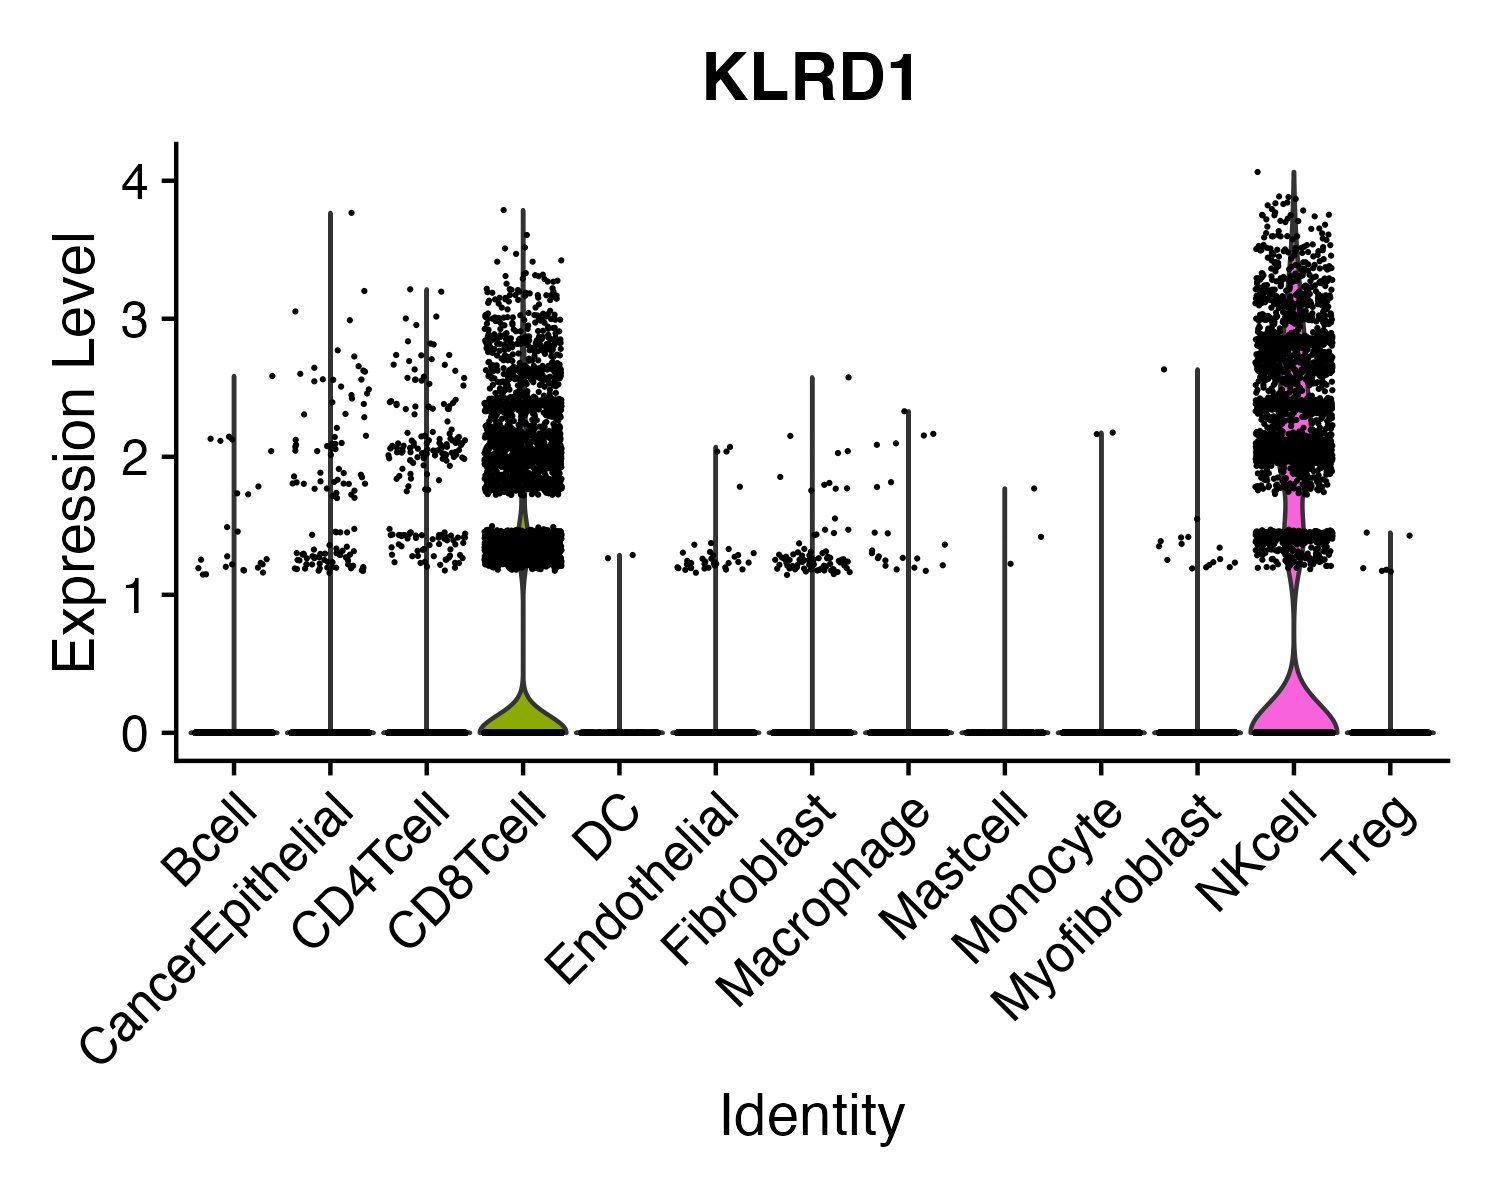 KLRD1
Expression Level
4
3
2
1
0
Bcell
CancerEpithelial
CD4Tcell
CD8Tcell
DC
Endothelial
Fibroblast
Macrophage
Mastcell
Monocyte
Myofibroblast
NKcell
Treg
Identity